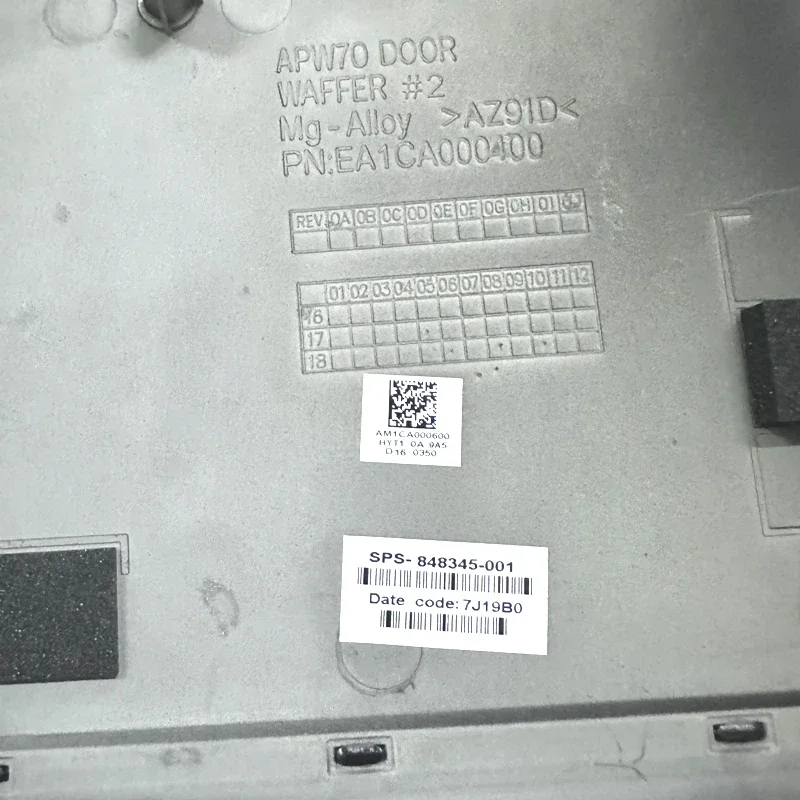 APW70 DOOR
WAFFER #2
Mg-Alloy >AZ91D<
PN:EA1CA000400
REV. 0A 0B 0C 0D 0E 0F 0G 0H 0I 0J
01 02 03 04 05 06 07 08 09 10 11 12
16
17
18
AM1CA000600
HYT1 0A 9A5
D16 0350
SPS- 848345-001
Date code:7J19B0